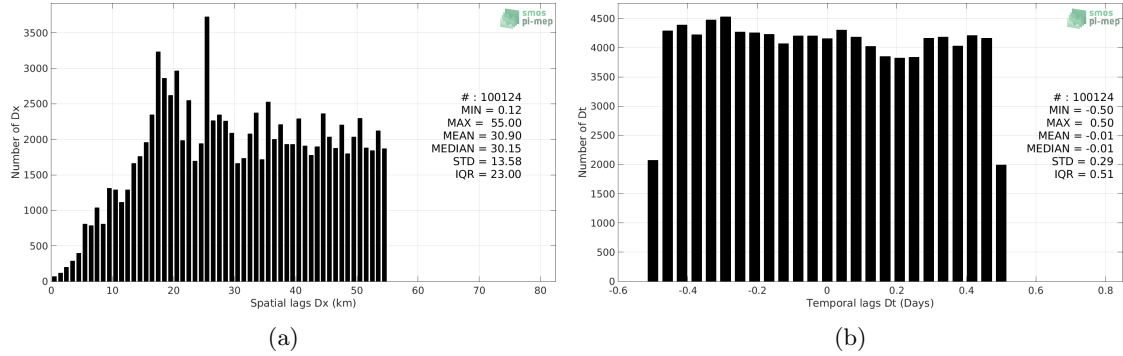 smos
pi-mep
3500
3000
2500
2000
1500
1000
500
0
Number of Dx
# : 100124
MIN = 0.12
MAX = 55.00
MEAN = 30.90
MEDIAN = 30.15
STD = 13.58
IQR = 23.00
0 10 20 30 40 50 60 70 80
Spatial lags Dx (km)
(a)
smos
pi-mep
4500
4000
3500
3000
2500
2000
1500
1000
500
0
Number of Dt
# : 100124
MIN = -0.50
MAX = 0.50
MEAN = -0.01
MEDIAN = -0.01
STD = 0.29
IQR = 0.51
-0.6 -0.4 -0.2 0 0.2 0.4 0.6 0.8
Temporal lags Dt (Days)
(b)